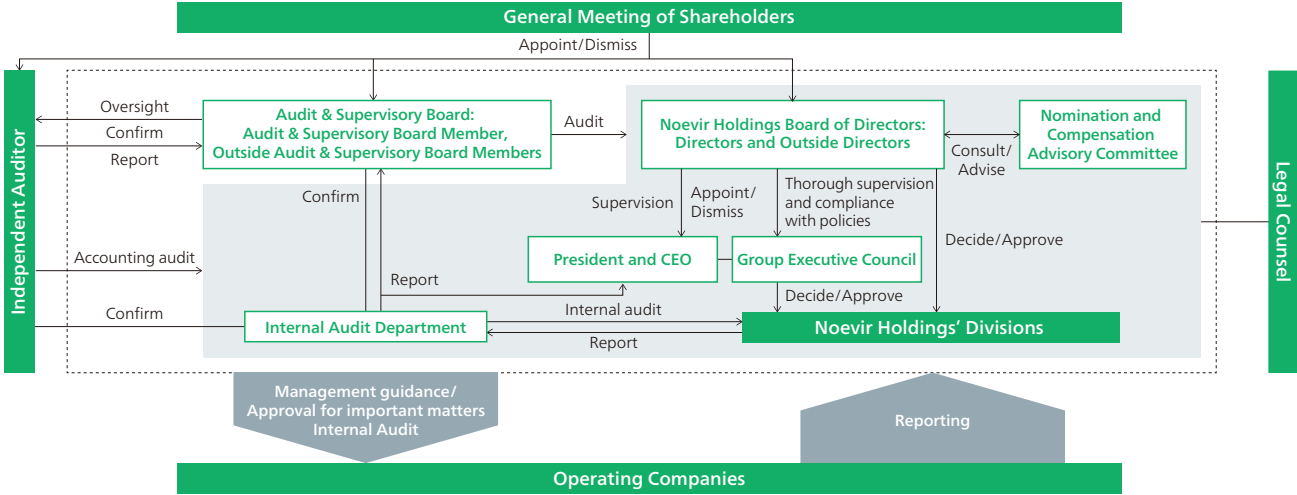 General Meeting of Shareholders
Appoint/Dismiss
Independent Auditor
Oversight
Confirm
Report
Audit & Supervisory Board:
Audit & Supervisory Board Member,
Outside Audit & Supervisory Board Members
Audit
Noevir Holdings Board of Directors:
Directors and Outside Directors
Consult/
Advise
Nomination and
Compensation
Advisory Committee
Legal Counsel
Confirm
Supervision
Appoint/
Dismiss
Thorough supervision
and compliance
with policies
Decide/Approve
Accounting audit
President and CEO
Group Executive Council
Report
Decide/Approve
Confirm
Internal Audit Department
Internal audit
Report
Noevir Holdings’ Divisions
Management guidance/
Approval for important matters
Internal Audit
Reporting
Operating Companies